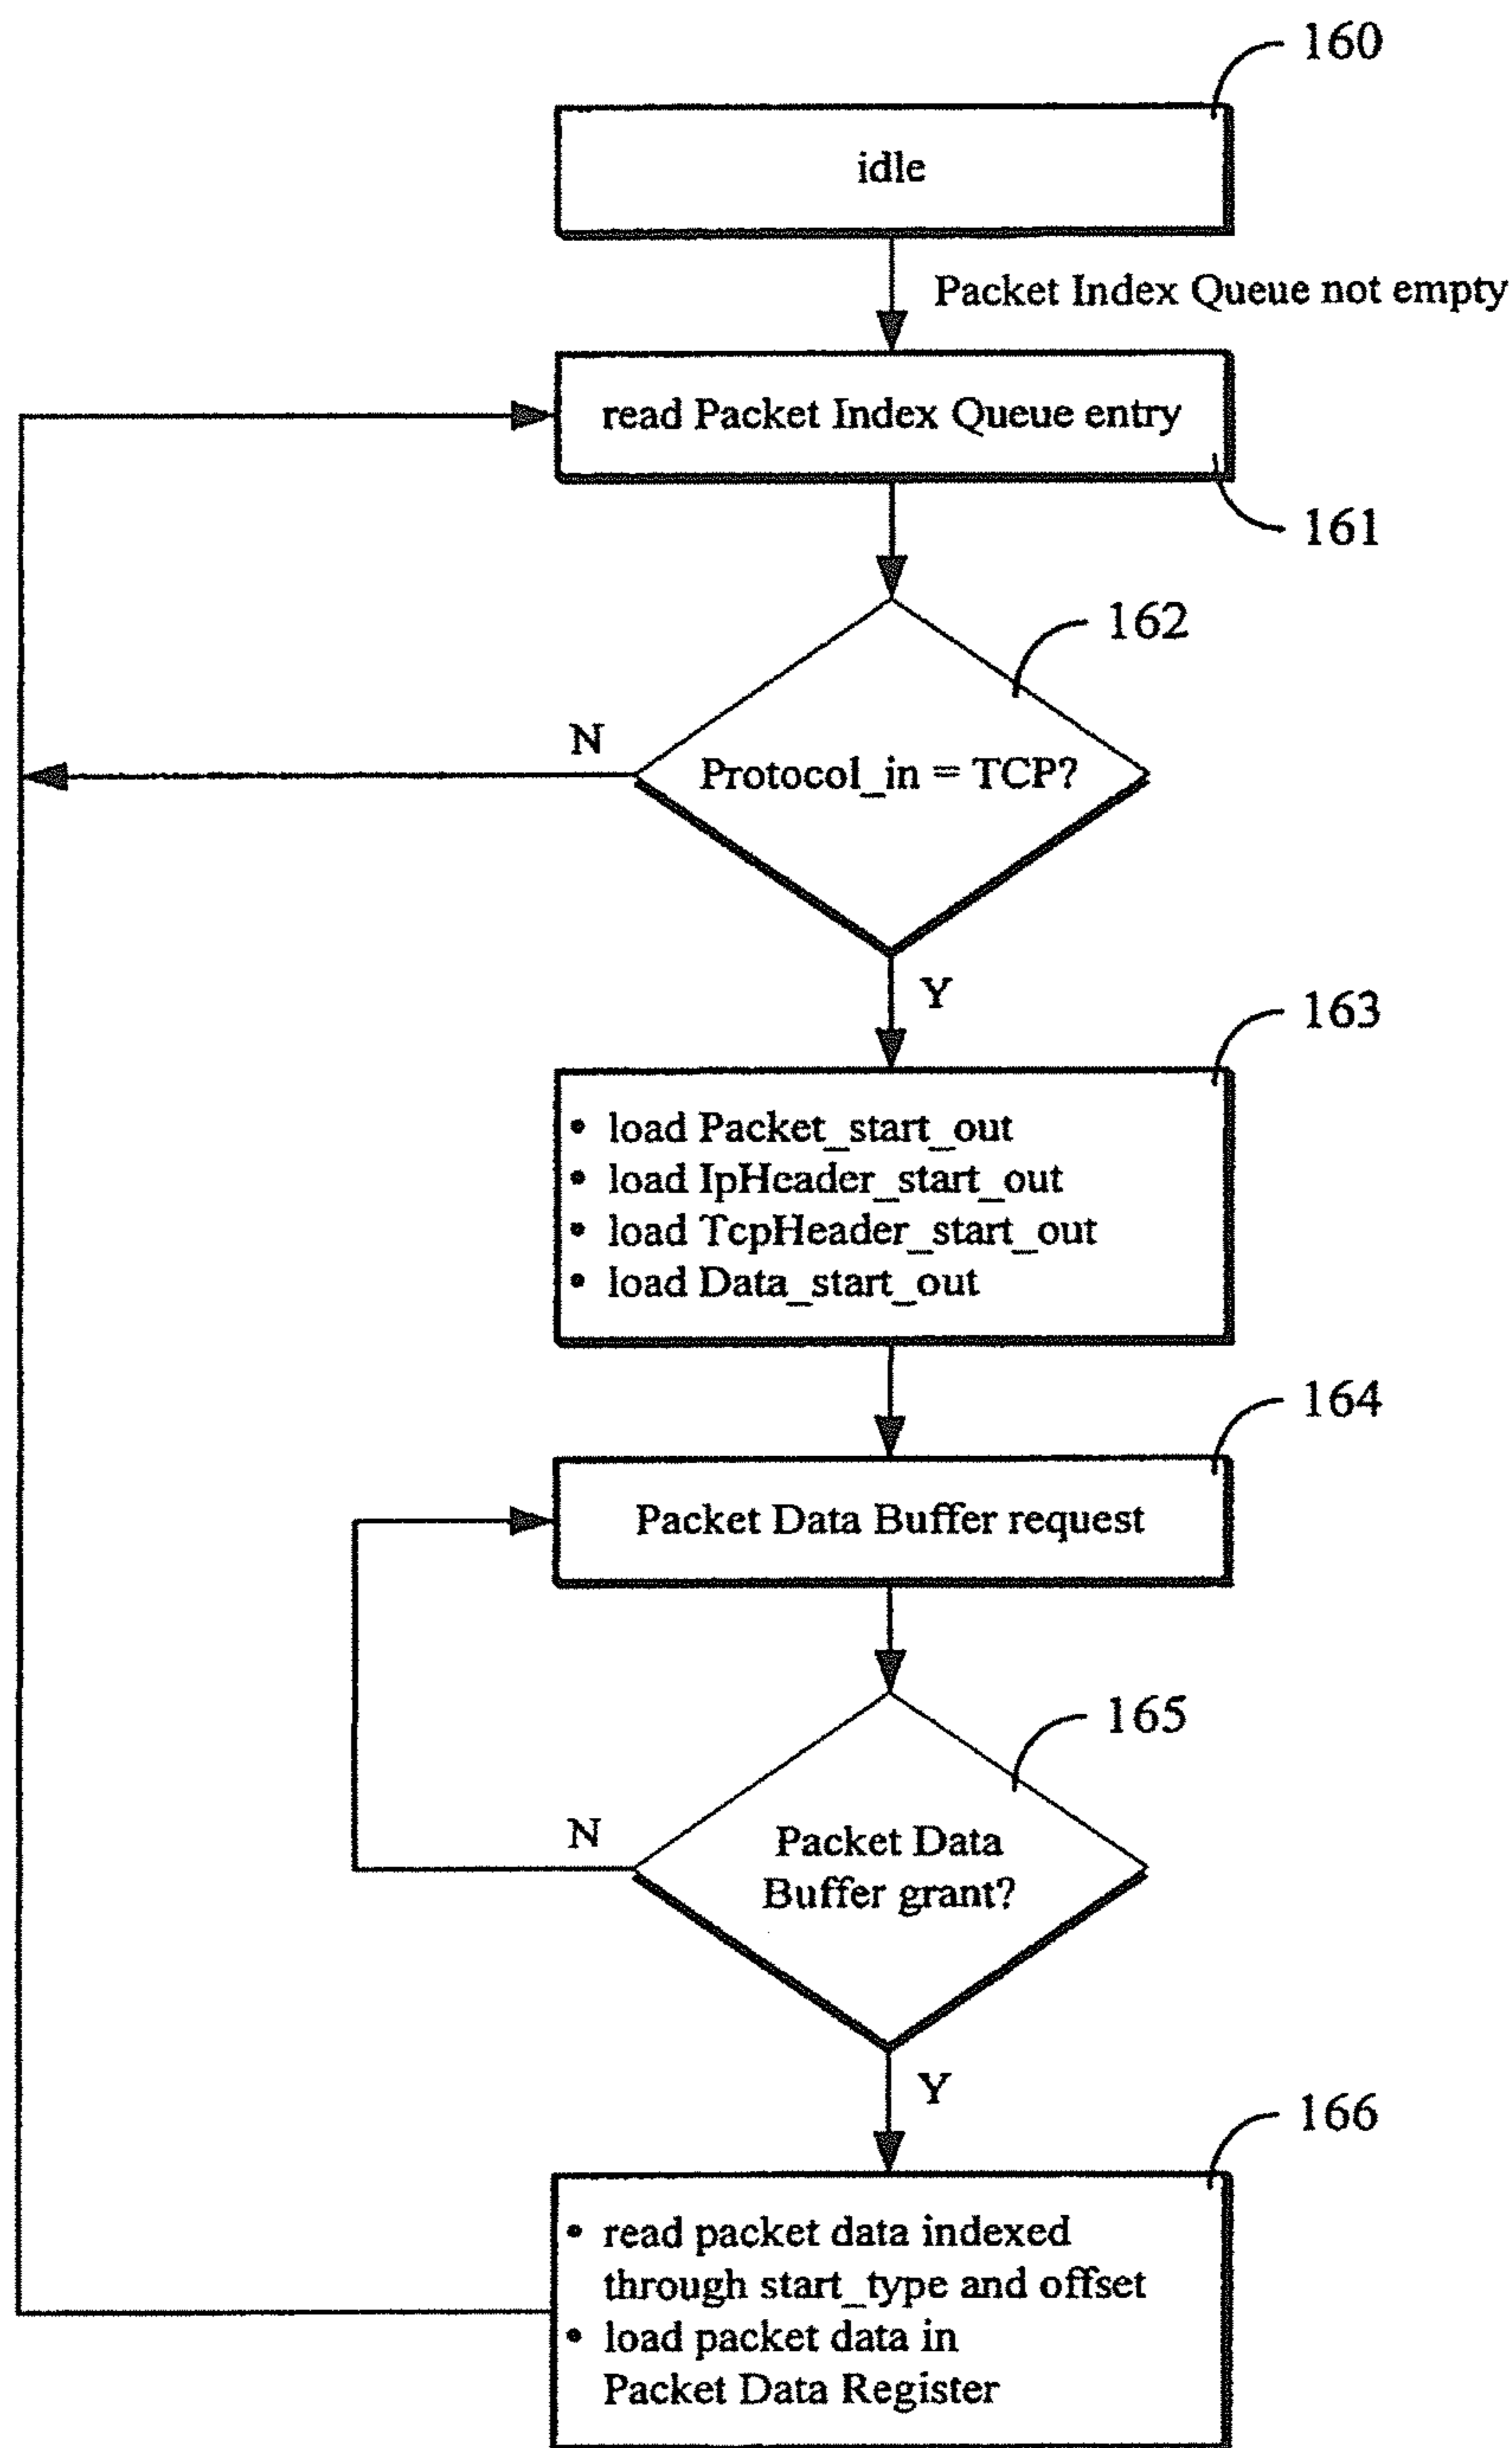 160
idle
Packet Index Queue not empty
read Packet Index Queue entry
161
162
N
Protocol_in = TCP?
Y
163
• load Packet_start_out
• load IpHeader_start_out
• load TcpHeader_start_out
• load Data_start_out
164
Packet Data Buffer request
165
N
Packet Data
Buffer grant?
Y
166
• read packet data indexed
through start_type and offset
• load packet data in
Packet Data Register